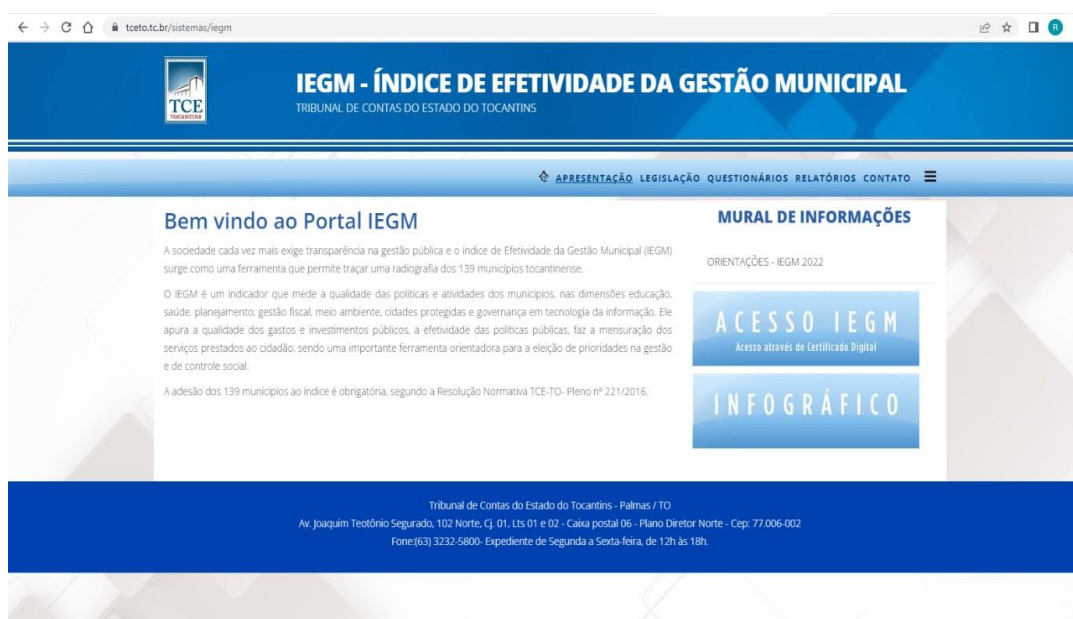 tceto.tc.br/sistemas/iegm
R
TCE
TOCANTINS
IEGM - ÍNDICE DE EFETIVIDADE DA GESTÃO MUNICIPAL
TRIBUNAL DE CONTAS DO ESTADO DO TOCANTINS
APRESENTAÇÃO LEGISLAÇÃO QUESTIONÁRIOS RELATÓRIOS CONTATO
Bem vindo ao Portal IEGM
A sociedade cada vez mais exige transparência na gestão pública e o índice de Efetividade da Gestão Municipal (IEGM)
surge como uma ferramenta que permite traçar uma radiografia dos 139 municípios tocantinense.
O IEGM é um indicador que mede a qualidade das políticas e atividades dos municípios, nas dimensões educação,
saúde, planejamento, gestão fiscal, meio ambiente, cidades protegidas e governança em tecnologia da informação. Ele
apura a qualidade dos gastos e investimentos públicos, a efetividade das políticas públicas, faz a mensuração dos
serviços prestados ao cidadão, sendo uma importante ferramenta orientadora para a eleição de prioridades na gestão
e de controle social.
A adesão dos 139 municípios ao índice é obrigatória, segundo a Resolução Normativa TCE-TO- Pleno nº 221/2016.
MURAL DE INFORMAÇÕES
ORIENTAÇÕES - IEGM 2022
ACESSO IEGM
Acesso através de Certificado Digital
INFOGRÁFICO
Tribunal de Contas do Estado do Tocantins - Palmas / TO
Av. Joaquim Teotônio Segurado, 102 Norte, Cj. 01, Lts 01 e 02 - Caixa postal 06 - Plano Diretor Norte - Cep: 77.006-002
Fone:(63) 3232-5800- Expediente de Segunda a Sexta-feira, de 12h às 18h.